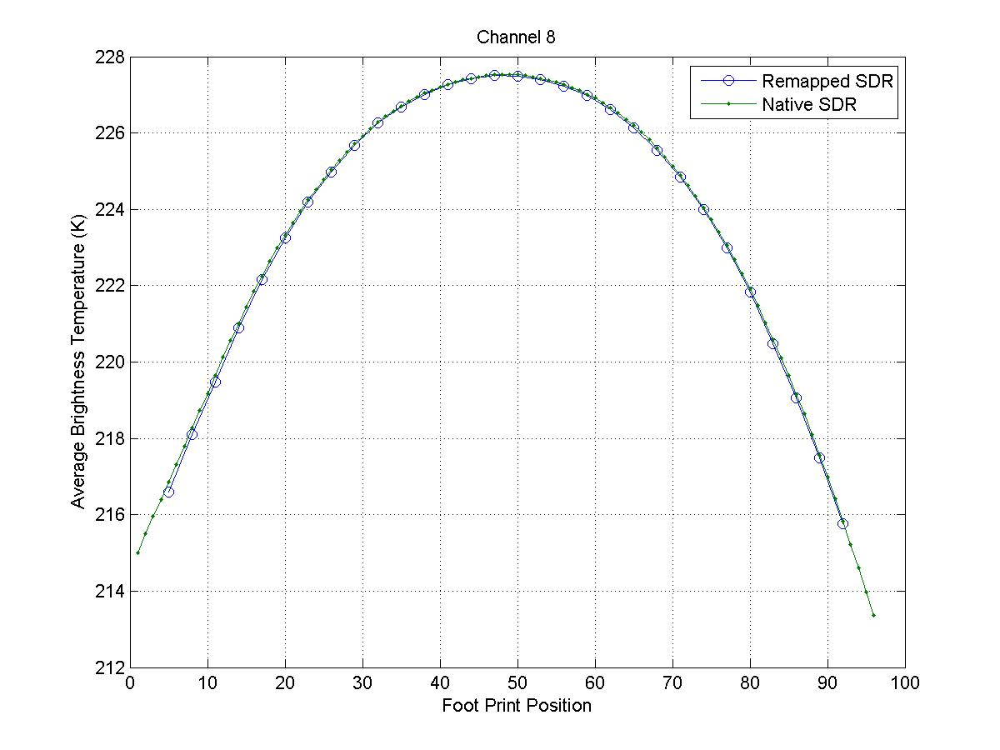 Channel 8
Remapped SDR
Native SDR
228
226
224
222
220
218
216
214
212
0 10 20 30 40 50 60 70 80 90 100
Average Brightness Temperature (K)
Foot Print Position